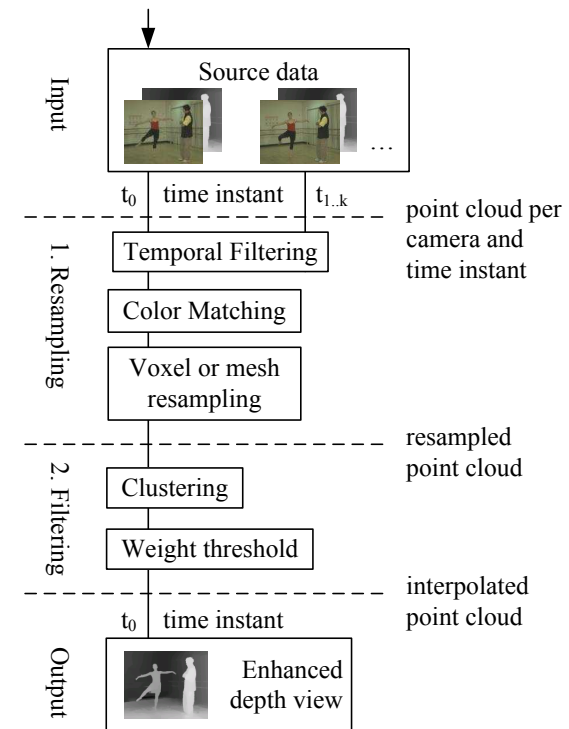 Input
Source data
…
t0 time instant t1..k
point cloud per
camera and
time instant
1. Resampling
Temporal Filtering
Color Matching
Voxel or mesh
resampling
resampled
point cloud
2. Filtering
Clustering
Weight threshold
interpolated
point cloud
t0 time instant
Output
Enhanced
depth view